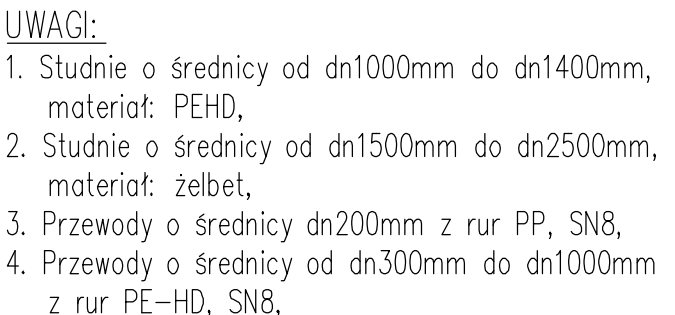 UWAGI:
1. Studnie o średnicy od dn1000mm do dn1400mm,
materiał: PEHD,
2. Studnie o średnicy od dn1500mm do dn2500mm,
materiał: żelbet,
3. Przewody o średnicy dn200mm z rur PP, SN8,
4. Przewody o średnicy od dn300mm do dn1000mm
z rur PE-HD, SN8,